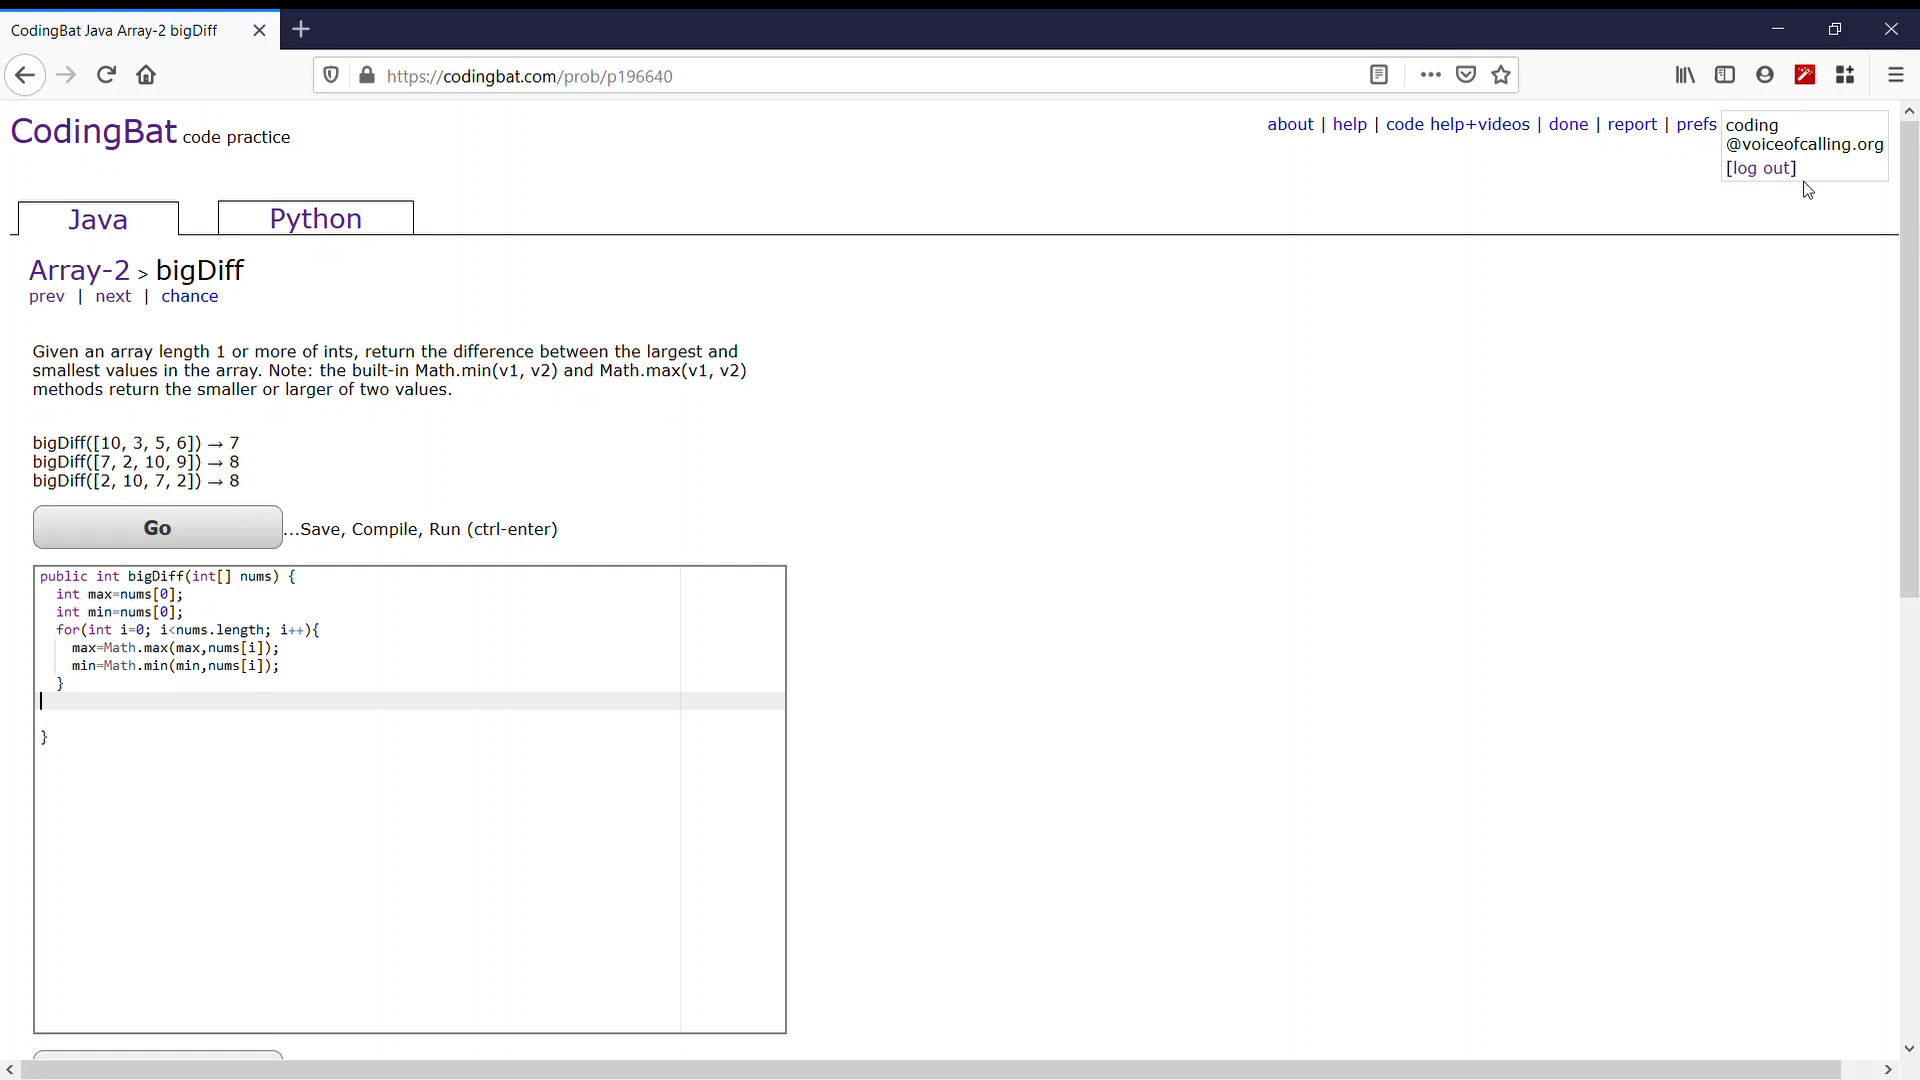 CodingBat Java Array-2 bigDiff
https://codingbat.com/prob/p196640
CodingBat code practice
about | help | code help+videos | done | report | prefs
coding
@voiceofcalling.org
[log out]
Java Python
Array-2 > bigDiff
prev | next | chance
Given an array length 1 or more of ints, return the difference between the largest and
smallest values in the array. Note: the built-in Math.min(v1, v2) and Math.max(v1, v2)
methods return the smaller or larger of two values.
bigDiff([10, 3, 5, 6]) → 7
bigDiff([7, 2, 10, 9]) → 8
bigDiff([2, 10, 7, 2]) → 8
Go ...Save, Compile, Run (ctrl-enter)
public int bigDiff(int[] nums) {
int max=nums[0];
int min=nums[0];
for(int i=0; i<nums.length; i++){
max=Math.max(max,nums[i]);
min=Math.min(min,nums[i]);
}
}